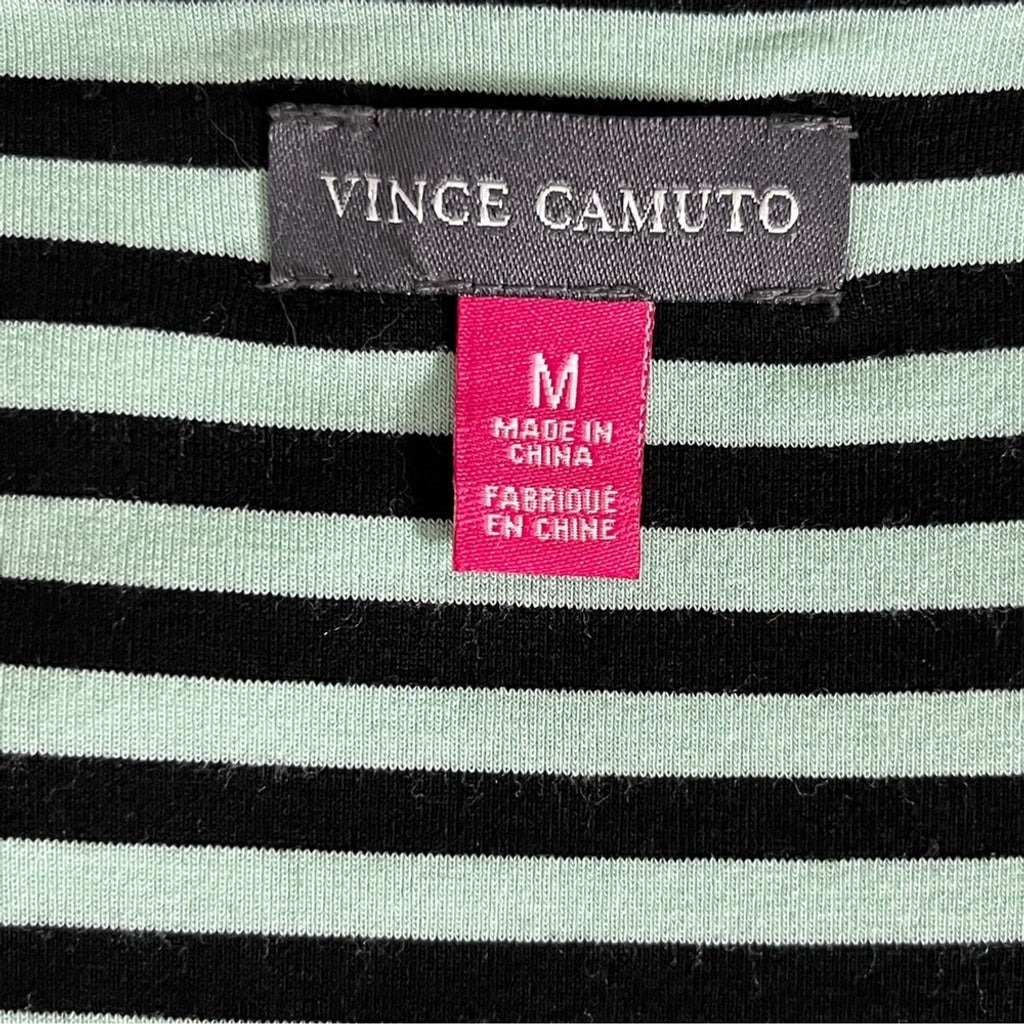 VINCE CAMUTO
M
MADE IN
CHINA
FABRIQUÉ
EN CHINE